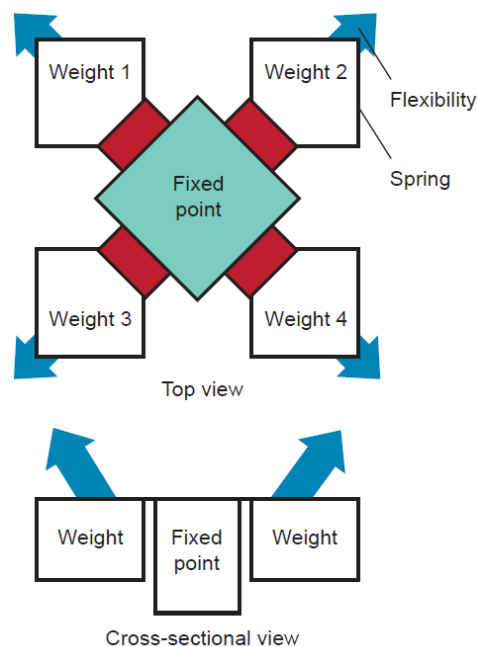 Weight 1
Weight 2
Flexibility
Fixed
point
Spring
Weight 3
Weight 4
Top view
Weight
Fixed
point
Weight
Cross-sectional view